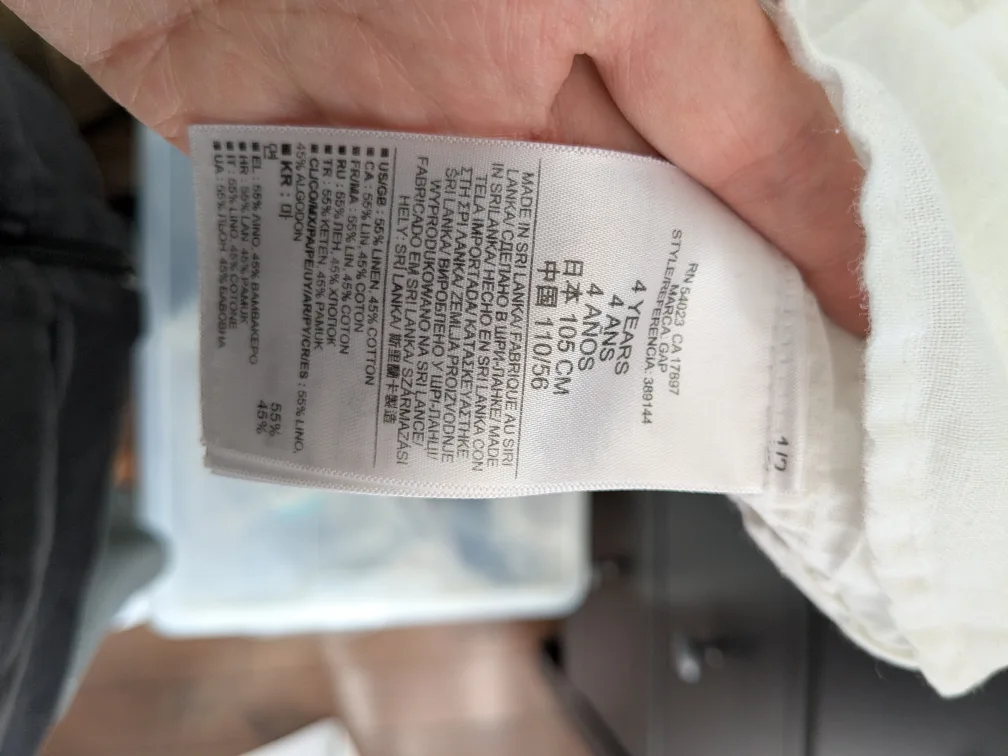 RN 54023 CA 17897
MARCA. GAP
STYLE/REFERENCIA. 389144
4 YEARS
4 ANS
4 AÑOS
日本 105 CM
中國 110/56
MADE IN SRI LANKA/ FABRIQUE AU SIRI
LANKA/ СДЕЛАНО В ШРИ-ЛАНКЕ/ MADE
IN SRILANKA/ HECHO EN SRI LANKA CON
TELA IMPORTADA/ ΚΑΤΑΣΚΕΥΑΣΤΗΚΕ
ΣΤΗ ΣΡΙ ΛΑΝΚΑ/ ZEMLJA PROIZVODNJE
SRI LANKA/ ВИРОБЛЕНО У ШРІ-ЛАНЦІ/
WYPRODUKOWANO NA SRI LANCE/
FABRICADO EM SRI LANKA/ SZÁRMAZÁSI
HELY- SRI LANKA/ 斯里蘭卡製造
■ US/GB : 55% LINEN, 45% COTTON
■ CA : 55% LIN, 45% COTON
■ FR/MA : 55% LIN, 45% COTON
■ RU : 55% ЛЕН, 45% ХЛОПОК
■ TR : 55% KETEN, 45% PAMUK
■ CL/CO/MX/PA/PE/UY/AR/PY/CR/ES : 55% LINO,
45% ALGODON
■ KR : 마 55%
면 45%
■ EL : 55% ΛΙΝΟ, 45% ΒΑΜΒΑΚΕΡΟ
■ HR : 55% LAN, 45% PAMUK
■ IT : 55% LINO, 45% COTONE
■ UA : 55% ЛЬОН, 45% БАВОВНА